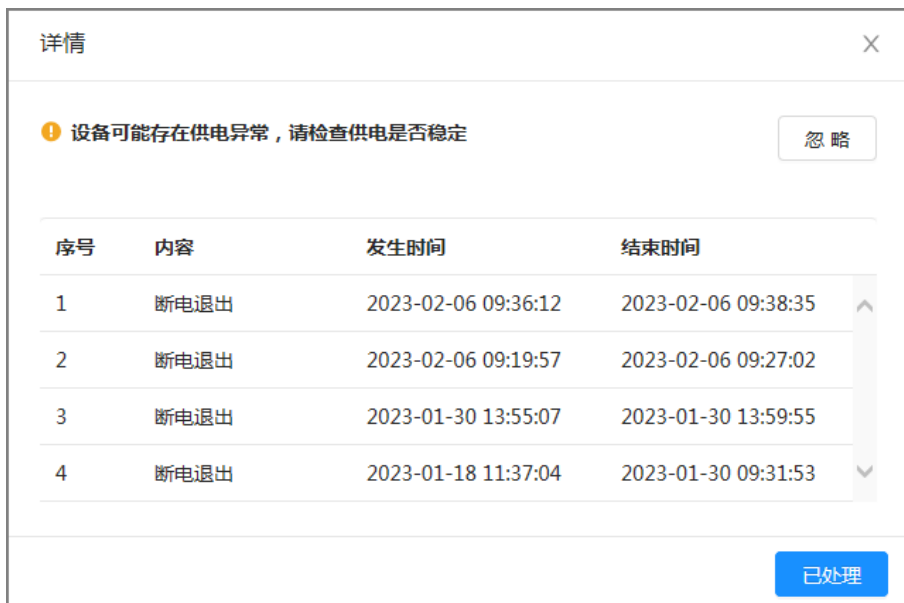 详情
设备可能存在供电异常，请检查供电是否稳定
忽 略
序号 内容 发生时间 结束时间
1 断电退出 2023-02-06 09:36:12 2023-02-06 09:38:35
2 断电退出 2023-02-06 09:19:57 2023-02-06 09:27:02
3 断电退出 2023-01-30 13:55:07 2023-01-30 13:59:55
4 断电退出 2023-01-18 11:37:04 2023-01-30 09:31:53
已处理